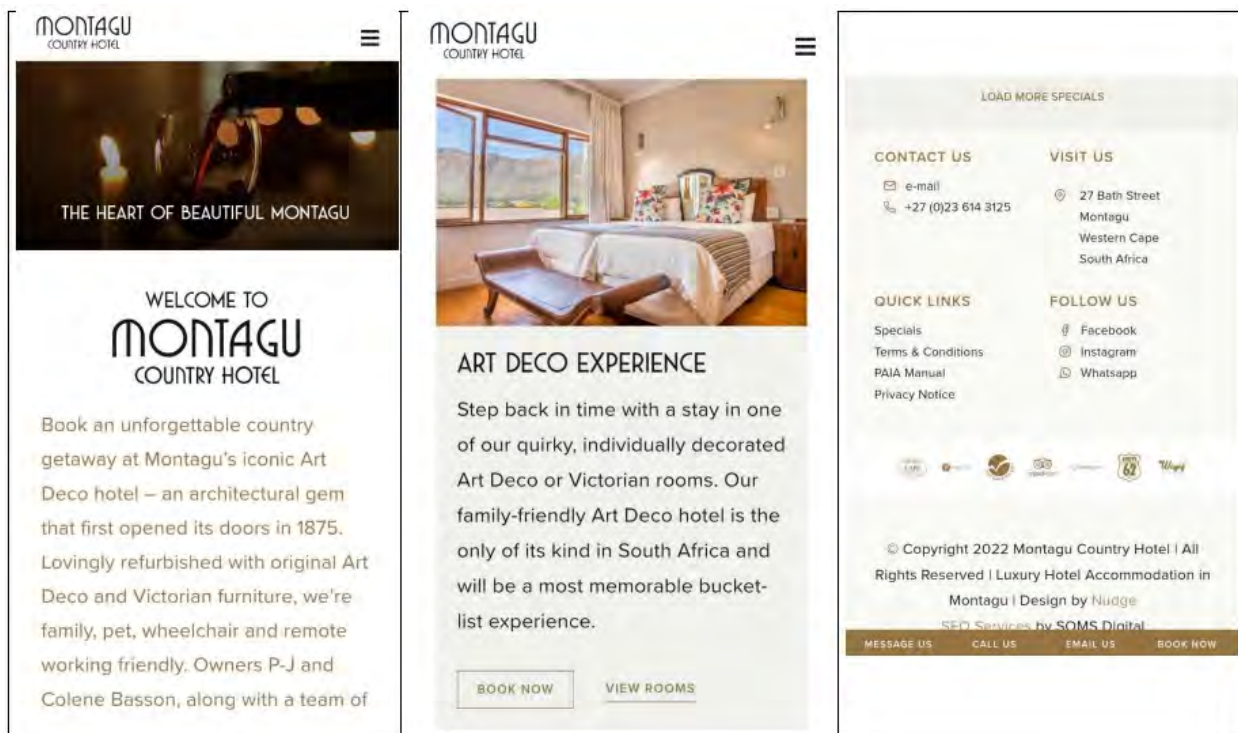 MONTAGU
COUNTRY HOTEL
THE HEART OF BEAUTIFUL MONTAGU
WELCOME TO
MONTAGU
COUNTRY HOTEL
Book an unforgettable country
getaway at Montagu's iconic Art
Deco hotel – an architectural gem
that first opened its doors in 1875.
Lovingly refurbished with original Art
Deco and Victorian furniture, we're
family, pet, wheelchair and remote
working friendly. Owners P-J and
Colene Basson, along with a team of
MONTAGU
COUNTRY HOTEL
ART DECO EXPERIENCE
Step back in time with a stay in one
of our quirky, individually decorated
Art Deco or Victorian rooms. Our
family-friendly Art Deco hotel is the
only of its kind in South Africa and
will be a most memorable bucket-
list experience.
BOOK NOW
VIEW ROOMS
LOAD MORE SPECIALS
CONTACT US
e-mail
+27 (0)23 614 3125
VISIT US
27 Bath Street
Montagu
Western Cape
South Africa
QUICK LINKS
Specials
Terms & Conditions
PAIA Manual
Privacy Notice
FOLLOW US
Facebook
Instagram
Whatsapp
62
© Copyright 2022 Montagu Country Hotel | All
Rights Reserved | Luxury Hotel Accommodation in
Montagu | Design by Nudge
SEO Services by SOMS Digital
MESSAGE US
CALL US
EMAIL US
BOOK NOW